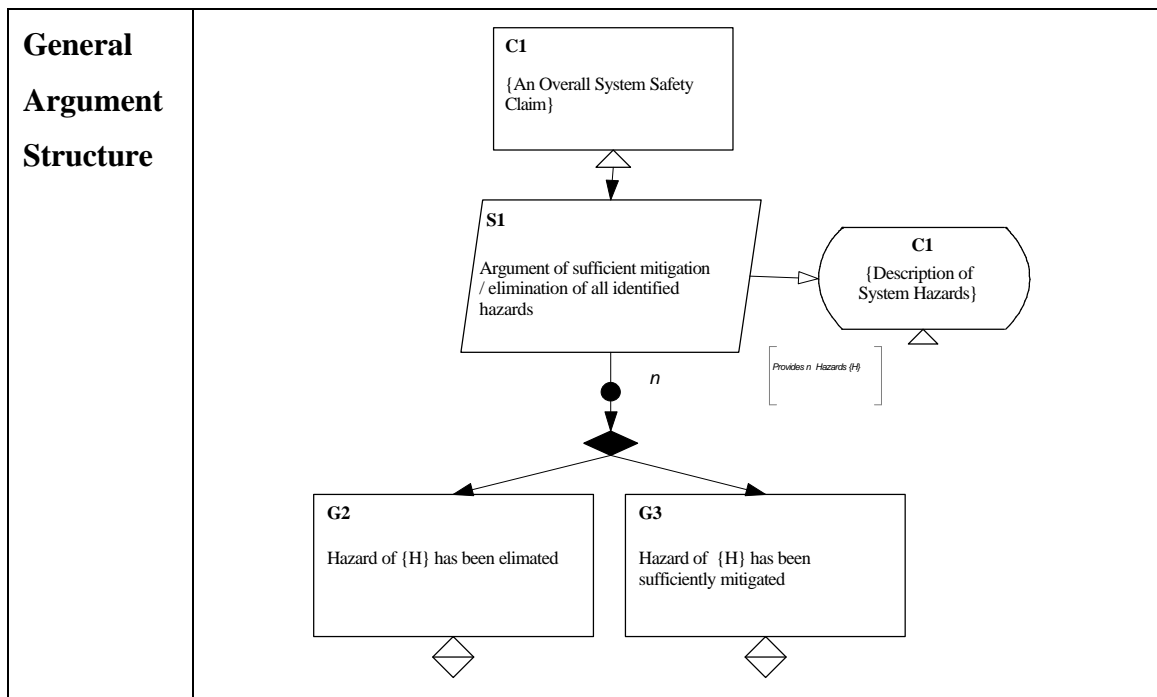 General
Argument
Structure
C1
{An Overall System Safety
Claim}
S1
Argument of sufficient mitigation
/ elimination of all identified
hazards
C1
{Description of
System Hazards}
Provides n Hazards {H}
n
G2
Hazard of {H} has been elimated
G3
Hazard of {H} has been
sufficiently mitigated